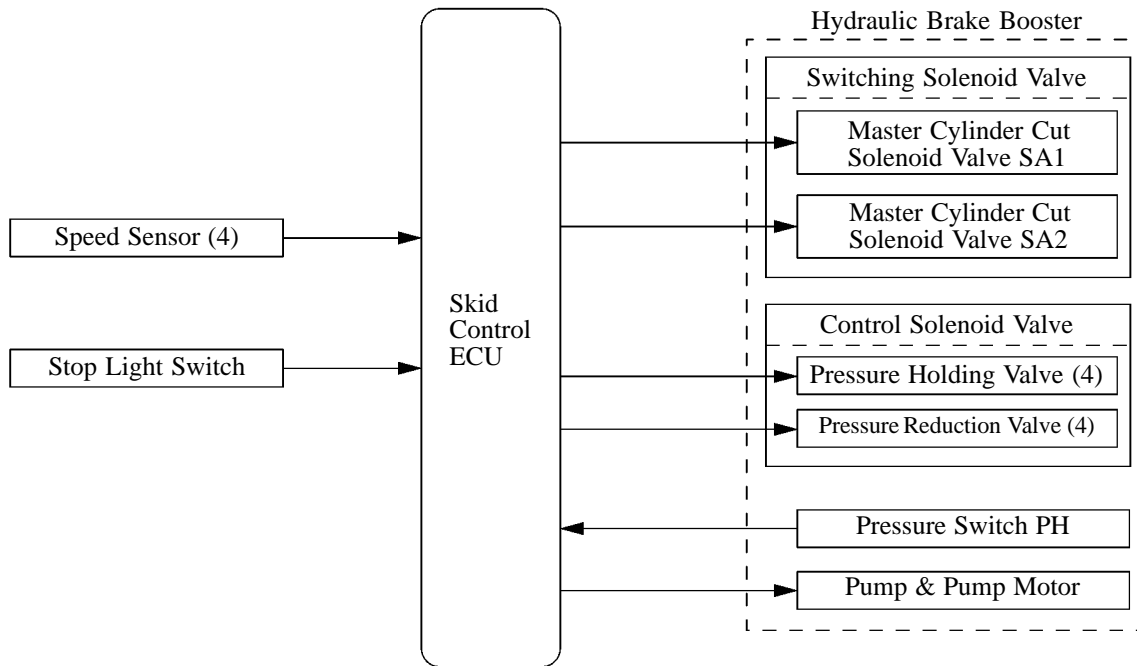 Hydraulic Brake Booster
Switching Solenoid Valve
Master Cylinder Cut
Solenoid Valve SA1
Master Cylinder Cut
Solenoid Valve SA2
Speed Sensor (4)
Stop Light Switch
Skid
Control
ECU
Control Solenoid Valve
Pressure Holding Valve (4)
Pressure Reduction Valve (4)
Pressure Switch PH
Pump & Pump Motor